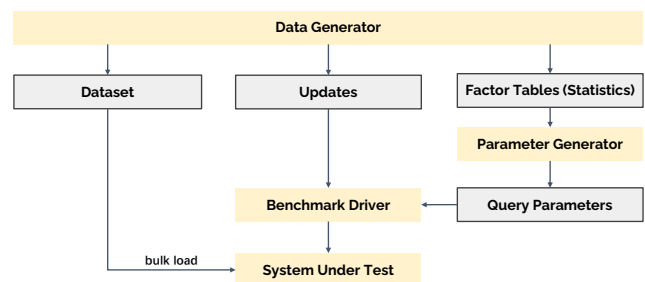 Data Generator
Dataset
Updates
Factor Tables (Statistics)
Parameter Generator
Benchmark Driver
Query Parameters
bulk load
System Under Test